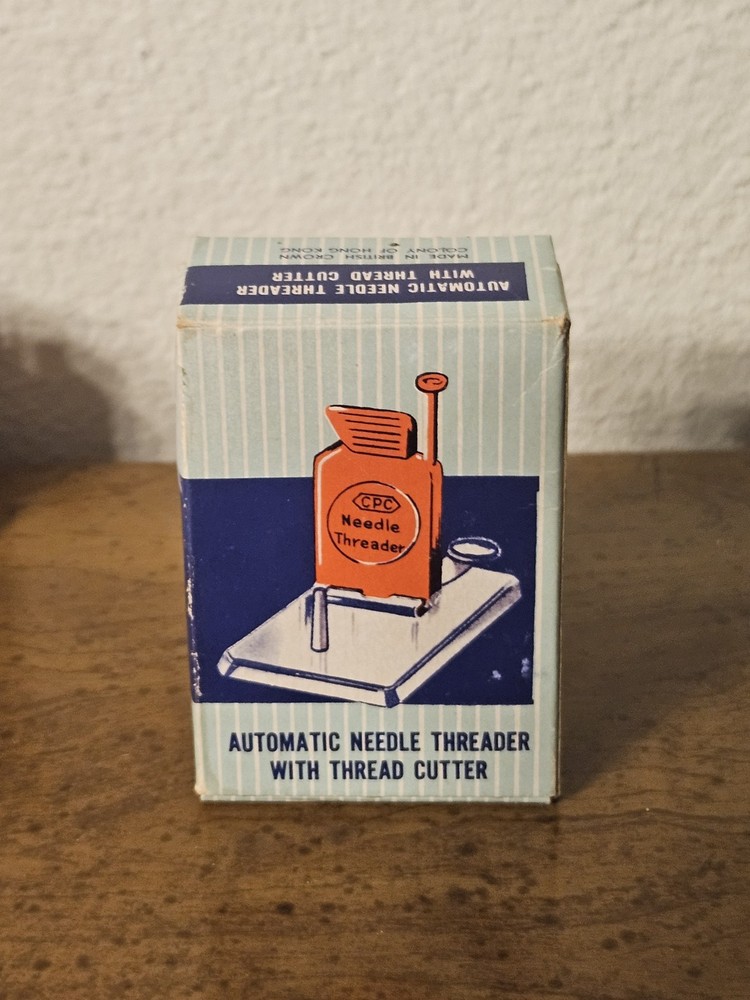 MADE IN BRITISH CROWN
COLONY OF HONG KONG
AUTOMATIC NEEDLE THREADER
WITH THREAD CUTTER
CPC
Needle
Threader
AUTOMATIC NEEDLE THREADER
WITH THREAD CUTTER